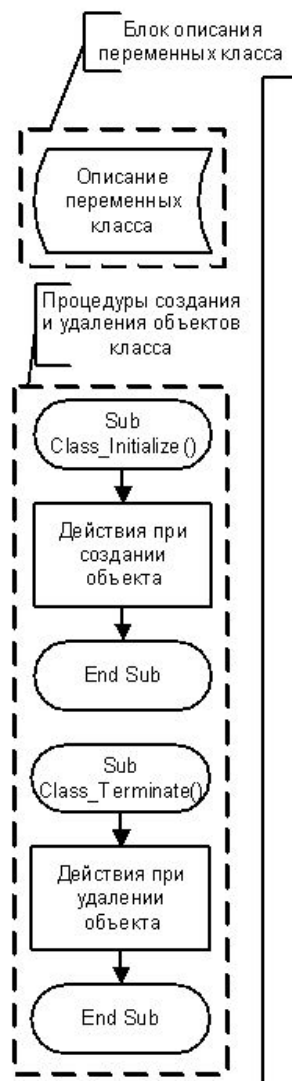 Блок описания
переменных класса
Описание
переменных
класса
Процедуры создания
и удаления объектов
класса
Sub
Class_Initialize()
Действия при
создании
объекта
End Sub
Sub
Class_Terminate()
Действия при
удалении
объекта
End Sub